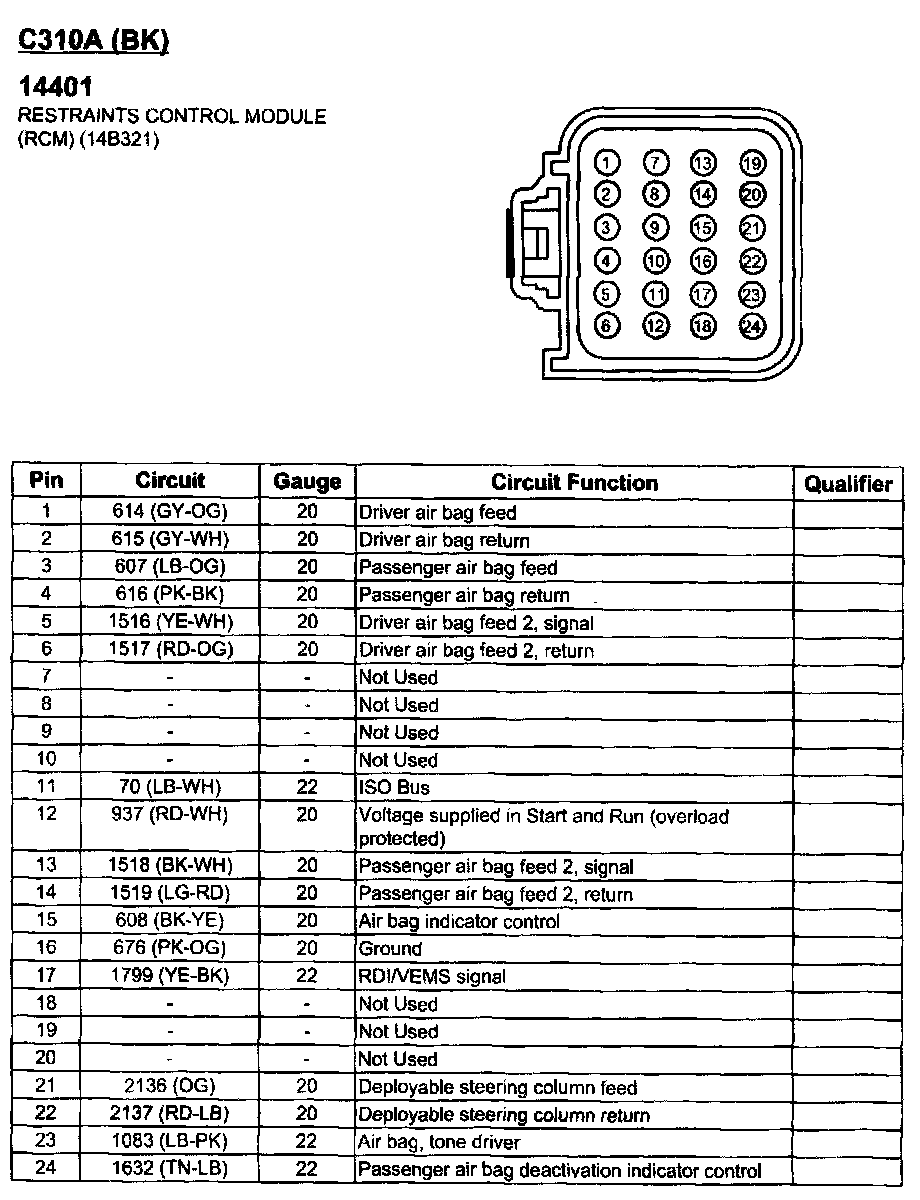 C310A (BK)
14401
RESTRAINTS CONTROL MODULE
(RCM) (14B321)
1 7 13 19
2 8 14 20
3 9 15 21
4 10 16 22
5 11 17 23
6 12 18 24
Pin Circuit Gauge Circuit Function Qualifier
1 614 (GY-OG) 20 Driver air bag feed
2 615 (GY-WH) 20 Driver air bag return
3 607 (LB-OG) 20 Passenger air bag feed
4 616 (PK-BK) 20 Passenger air bag return
5 1516 (YE-WH) 20 Driver air bag feed 2, signal
6 1517 (RD-OG) 20 Driver air bag feed 2, return
7 - - Not Used
8 - - Not Used
9 - - Not Used
10 - - Not Used
11 70 (LB-WH) 22 ISO Bus
12 937 (RD-WH) 20 Voltage supplied in Start and Run (overload
protected)
13 1518 (BK-WH) 20 Passenger air bag feed 2, signal
14 1519 (LG-RD) 20 Passenger air bag feed 2, return
15 608 (BK-YE) 20 Air bag indicator control
16 676 (PK-OG) 20 Ground
17 1799 (YE-BK) 22 RDI/VEMS signal
18 - - Not Used
19 - - Not Used
20 - - Not Used
21 2136 (OG) 20 Deployable steering column feed
22 2137 (RD-LB) 20 Deployable steering column return
23 1083 (LB-PK) 22 Air bag, tone driver
24 1632 (TN-LB) 22 Passenger air bag deactivation indicator control